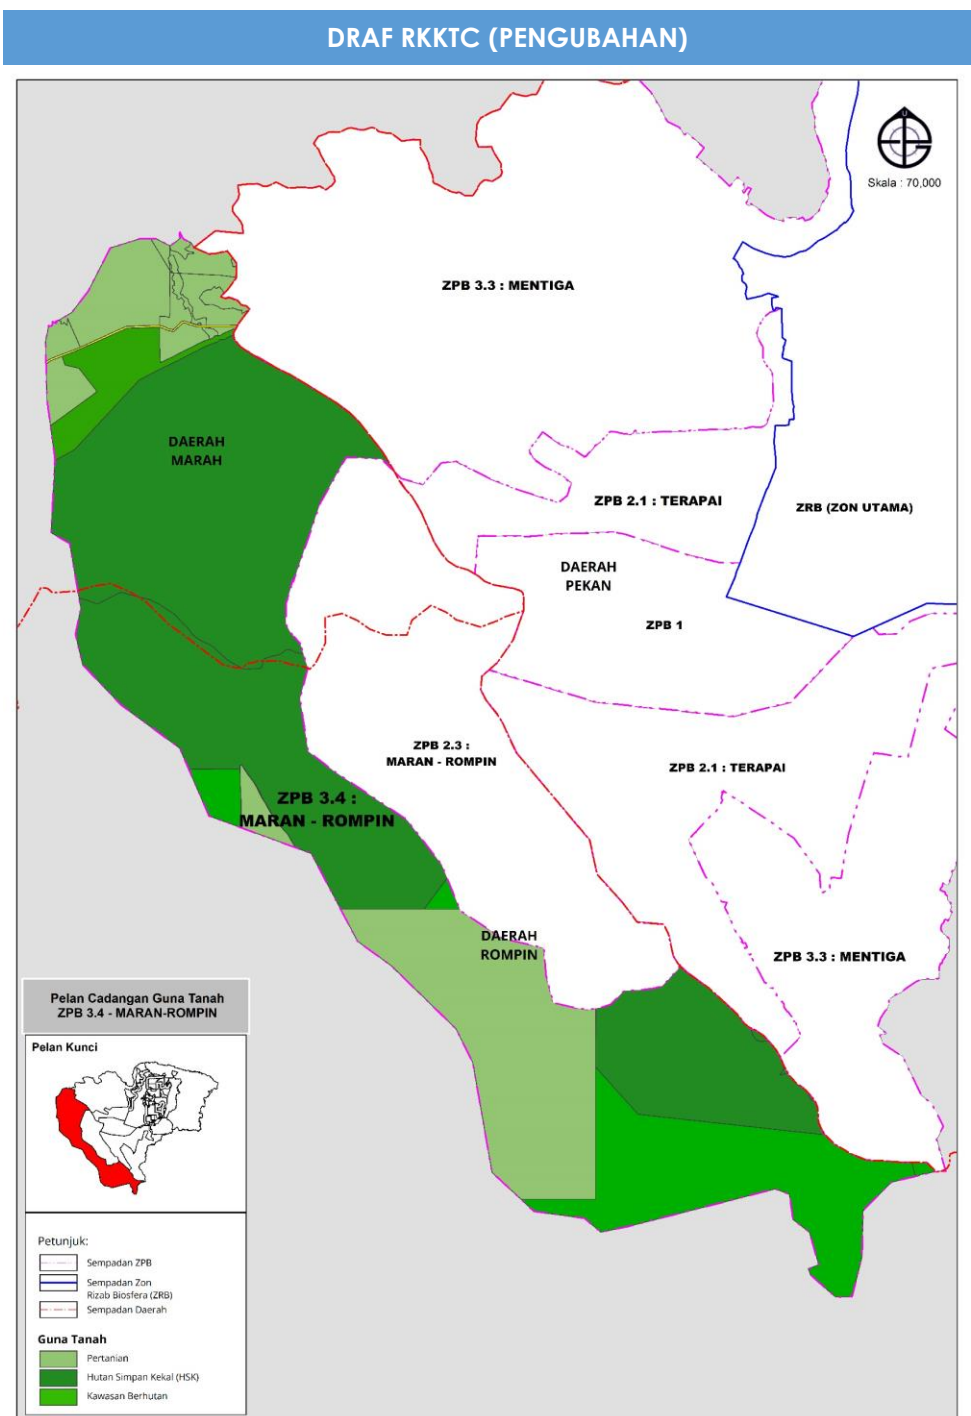 DRAF RKKTC (PENGUBAHAN)
U
Skala : 70,000
ZPB 3.3 : MENTIGA
DAERAH
MARAH
ZPB 2.1 : TERAPAI
ZRB (ZON UTAMA)
DAERAH
PEKAN
ZPB 1
ZPB 2.3 :
MARAN - ROMPIN
ZPB 2.1 : TERAPAI
ZPB 3.4 :
MARAN - ROMPIN
DAERAH
ROMPIN
ZPB 3.3 : MENTIGA
Pelan Cadangan Guna Tanah
ZPB 3.4 - MARAN-ROMPIN
Pelan Kunci
Petunjuk:
Sempadan ZPB
Sempadan Zon
Rizab Biosfera (ZRB)
Sempadan Daerah
Guna Tanah
Pertanian
Hutan Simpan Kekal (HSK)
Kawasan Berhutan